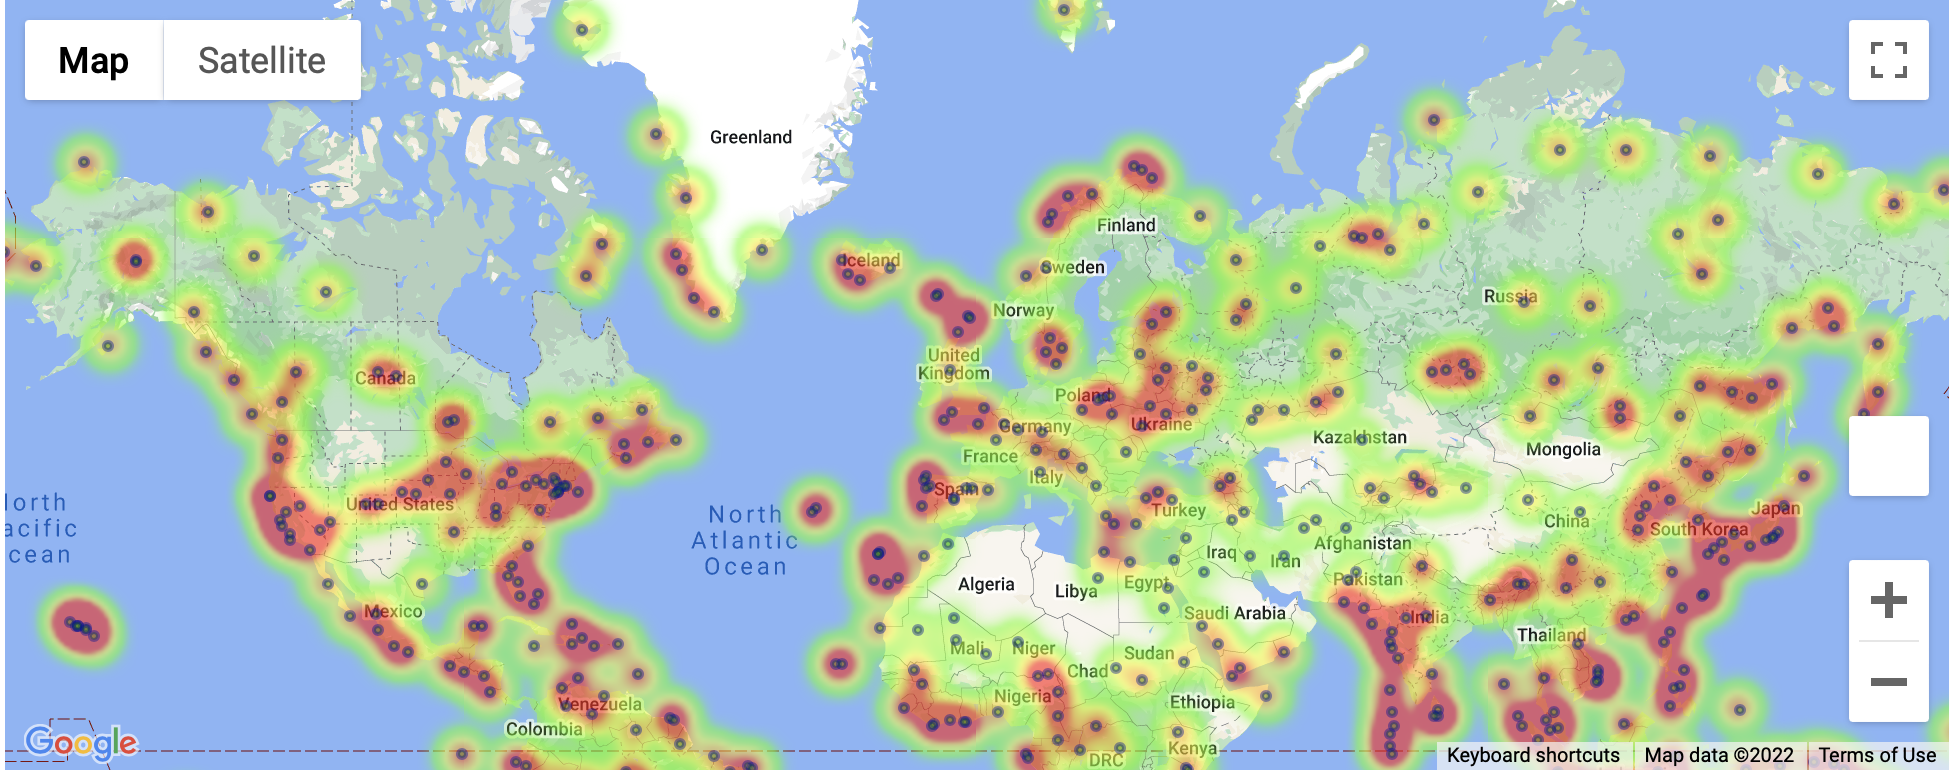 Map
Satellite
Greenland
Finland
Iceland
Sweden
Norway
Russia
United
Kingdom
Canada
Poland
Ukraine
Germany
Kazakhstan
Mongolia
France
Italy
Spain
United States
Turkey
North
Atlantic
Ocean
China
Japan
South Korea
Iraq
Iran
Afghanistan
Algeria
Libya
Egypt
Pakistan
Mexico
Saudi Arabia
India
Mali
Niger
Chad
Sudan
Thailand
Nigeria
Ethiopia
Venezuela
Colombia
Kenya
DRC
acific
cean
Google
Keyboard shortcuts
Map data ©2022
Terms of Use